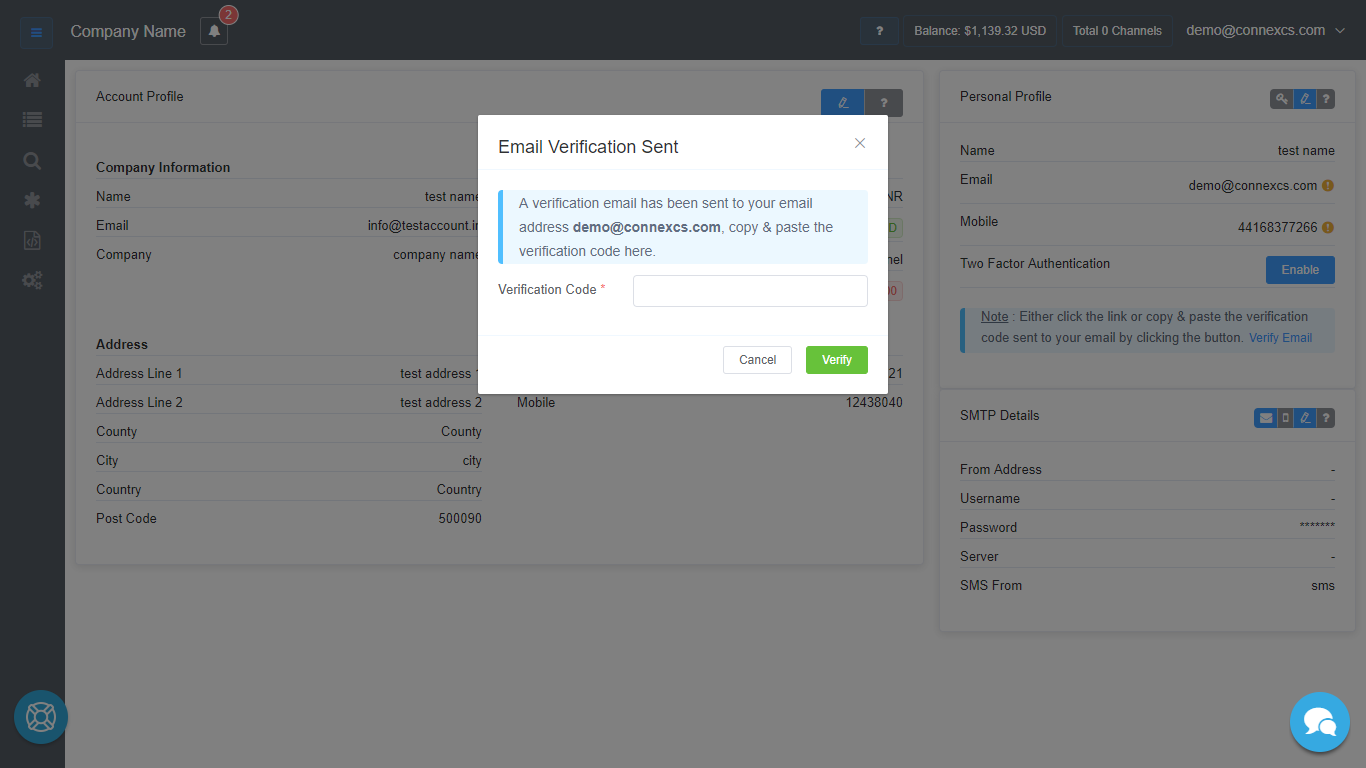 Company Name
2
?
Balance: $1,139.32 USD
Total 0 Channels
demo@connexcs.com
Account Profile
?
Company Information
Name
test name
Email
info@testaccount.in
Company
company name
Address
Address Line 1
test address 1
Address Line 2
test address 2
County
County
City
city
Country
Country
Post Code
500090
Mobile
12438040
21
Email Verification Sent
A verification email has been sent to your email
address demo@connexcs.com, copy & paste the
verification code here.
Verification Code *
Cancel
Verify
Personal Profile
?
Name
test name
Email
demo@connexcs.com
Mobile
44168377266
Two Factor Authentication
Enable
Note : Either click the link or copy & paste the verification
code sent to your email by clicking the button. Verify Email
SMTP Details
?
From Address
-
Username
-
Password
*******
Server
-
SMS From
sms